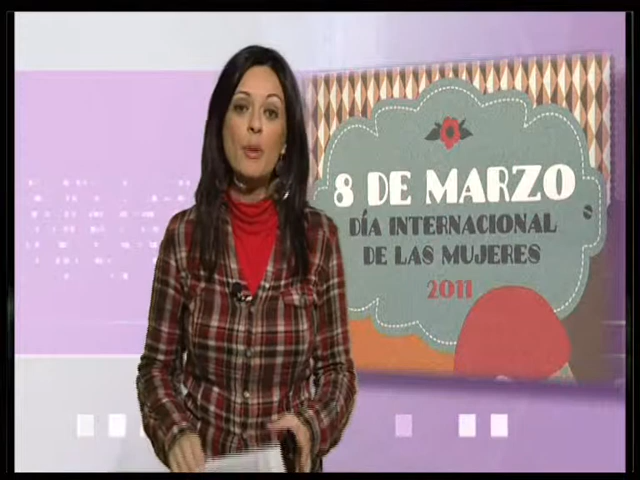 8 DE MARZO
DÍA INTERNACIONAL
DE LAS MUJERES
2011